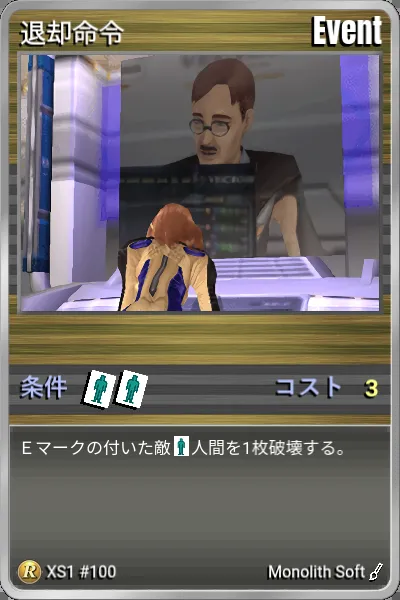 退却命令
Event
条件
コスト 3
Eマークの付いた敵人間を1枚破壊する。
R XS1 #100
Monolith Soft